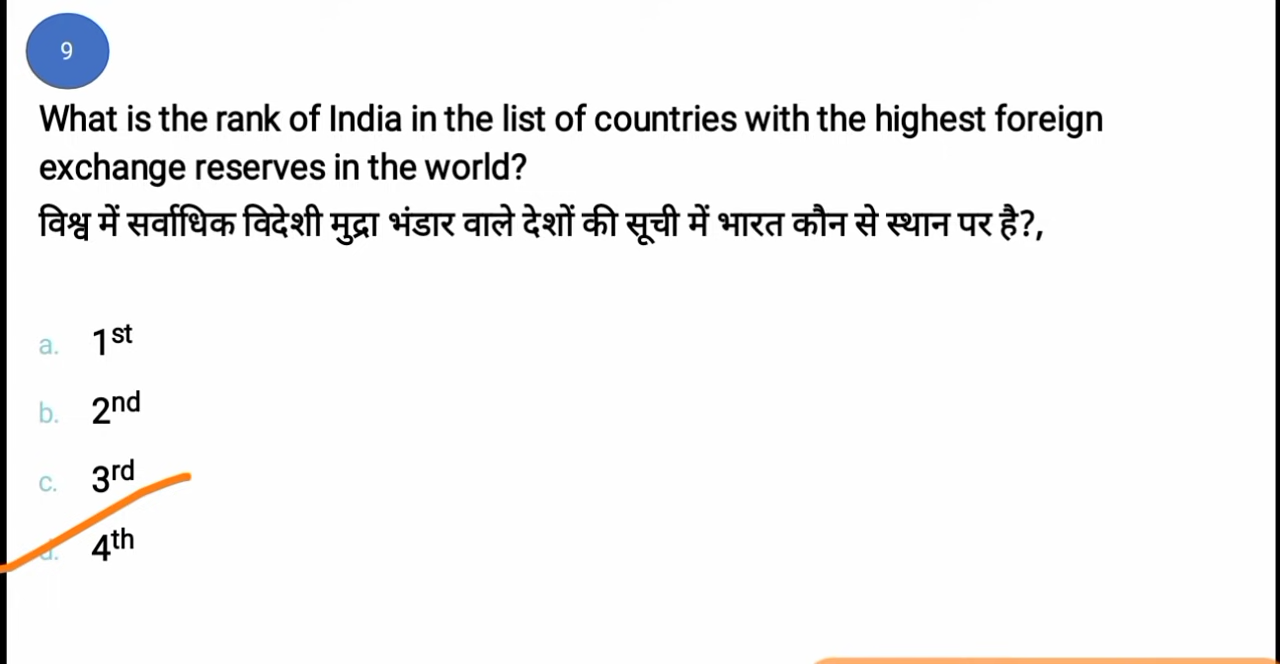 9
What is the rank of India in the list of countries with the highest foreign
exchange reserves in the world?
विश्व में सर्वाधिक विदेशी मुद्रा भंडार वाले देशों की सूची में भारत कौन से स्थान पर है?,
a. 1st
b. 2nd
c. 3rd
d. 4th